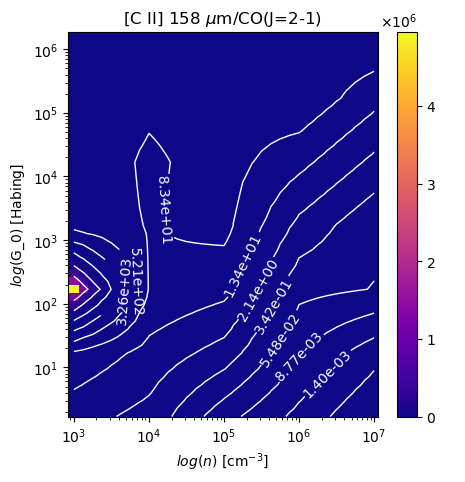 [C II] 158 μm/CO(J=2-1)
×10⁶
10⁶
10⁵
10⁴
10³
10²
10¹
log(G_0) [Habing]
8.34e+01
5.21e+02
3.26e+03
1.34e+01
2.14e+00
3.42e-01
5.48e-02
8.77e-03
1.40e-03
10³ 10⁴ 10⁵ 10⁶ 10⁷
log(n) [cm⁻³]
4
3
2
1
0